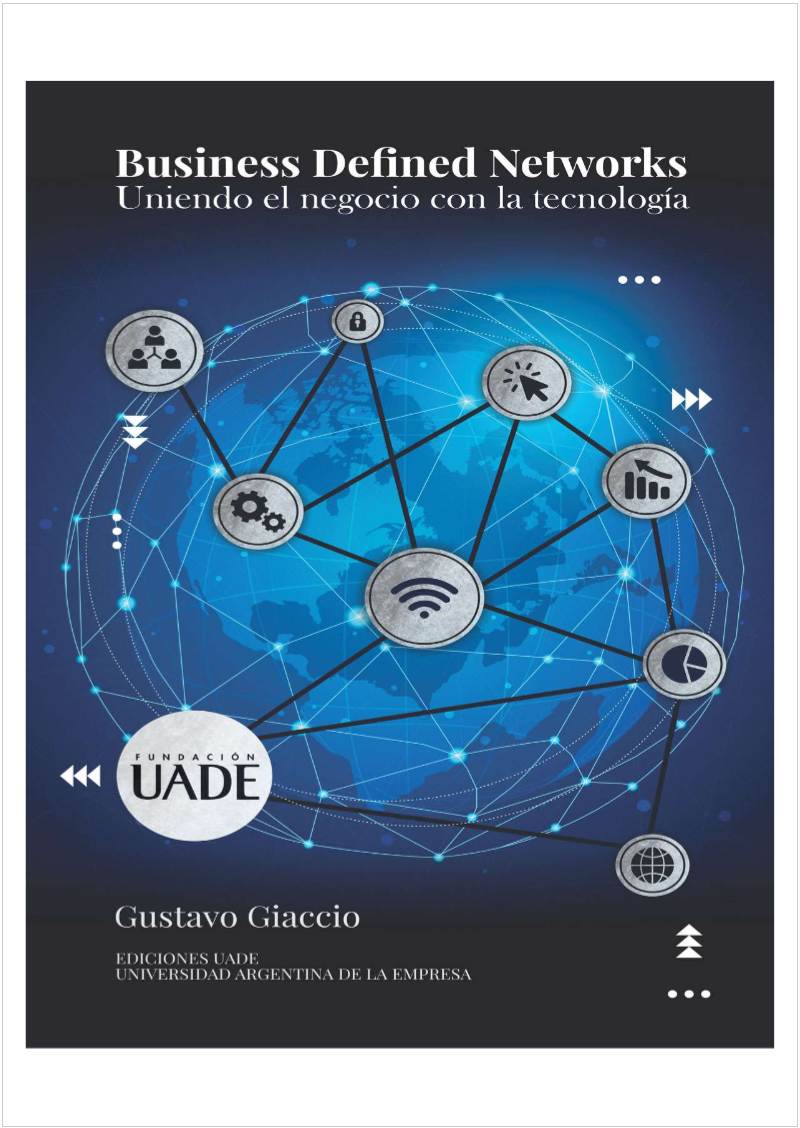 Business Defined Networks
Uniendo el negocio con la tecnología
FUNDACIÓN
UADE
Gustavo Giaccio
EDICIONES UADE
UNIVERSIDAD ARGENTINA DE LA EMPRESA